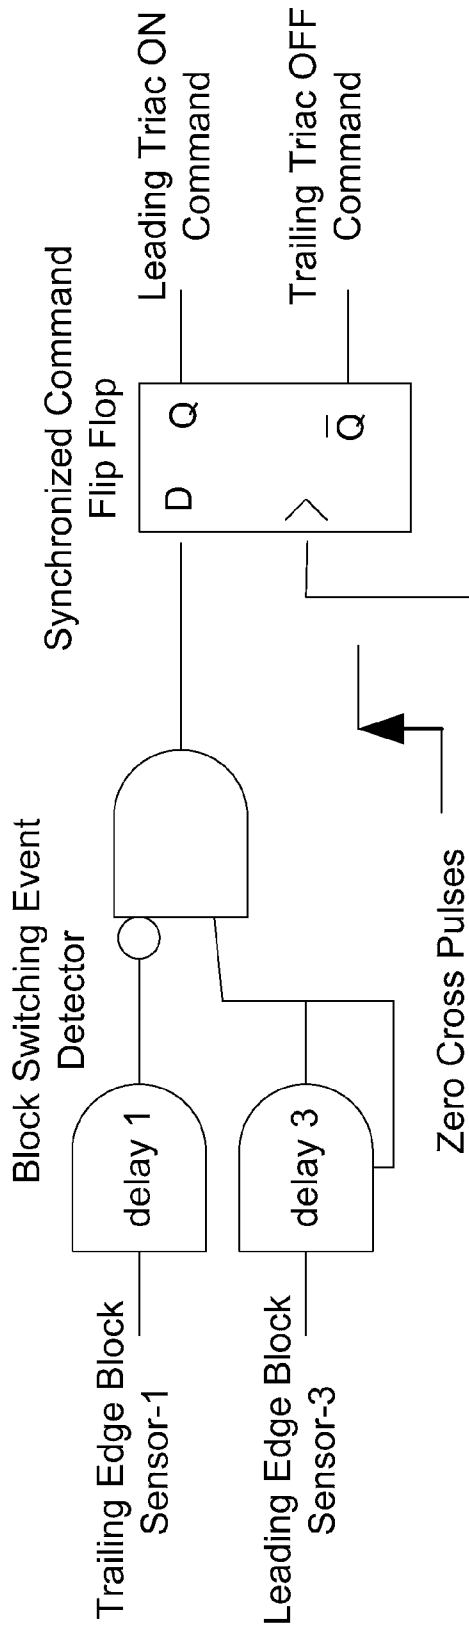 Block Switching Event
Detector
Synchronized Command
Flip Flop
Trailing Edge Block
Sensor-1
delay 1
D
Q
Leading Triac ON
Command
Leading Edge Block
Sensor-3
delay 3
Q̅
Trailing Triac OFF
Command
Zero Cross Pulses